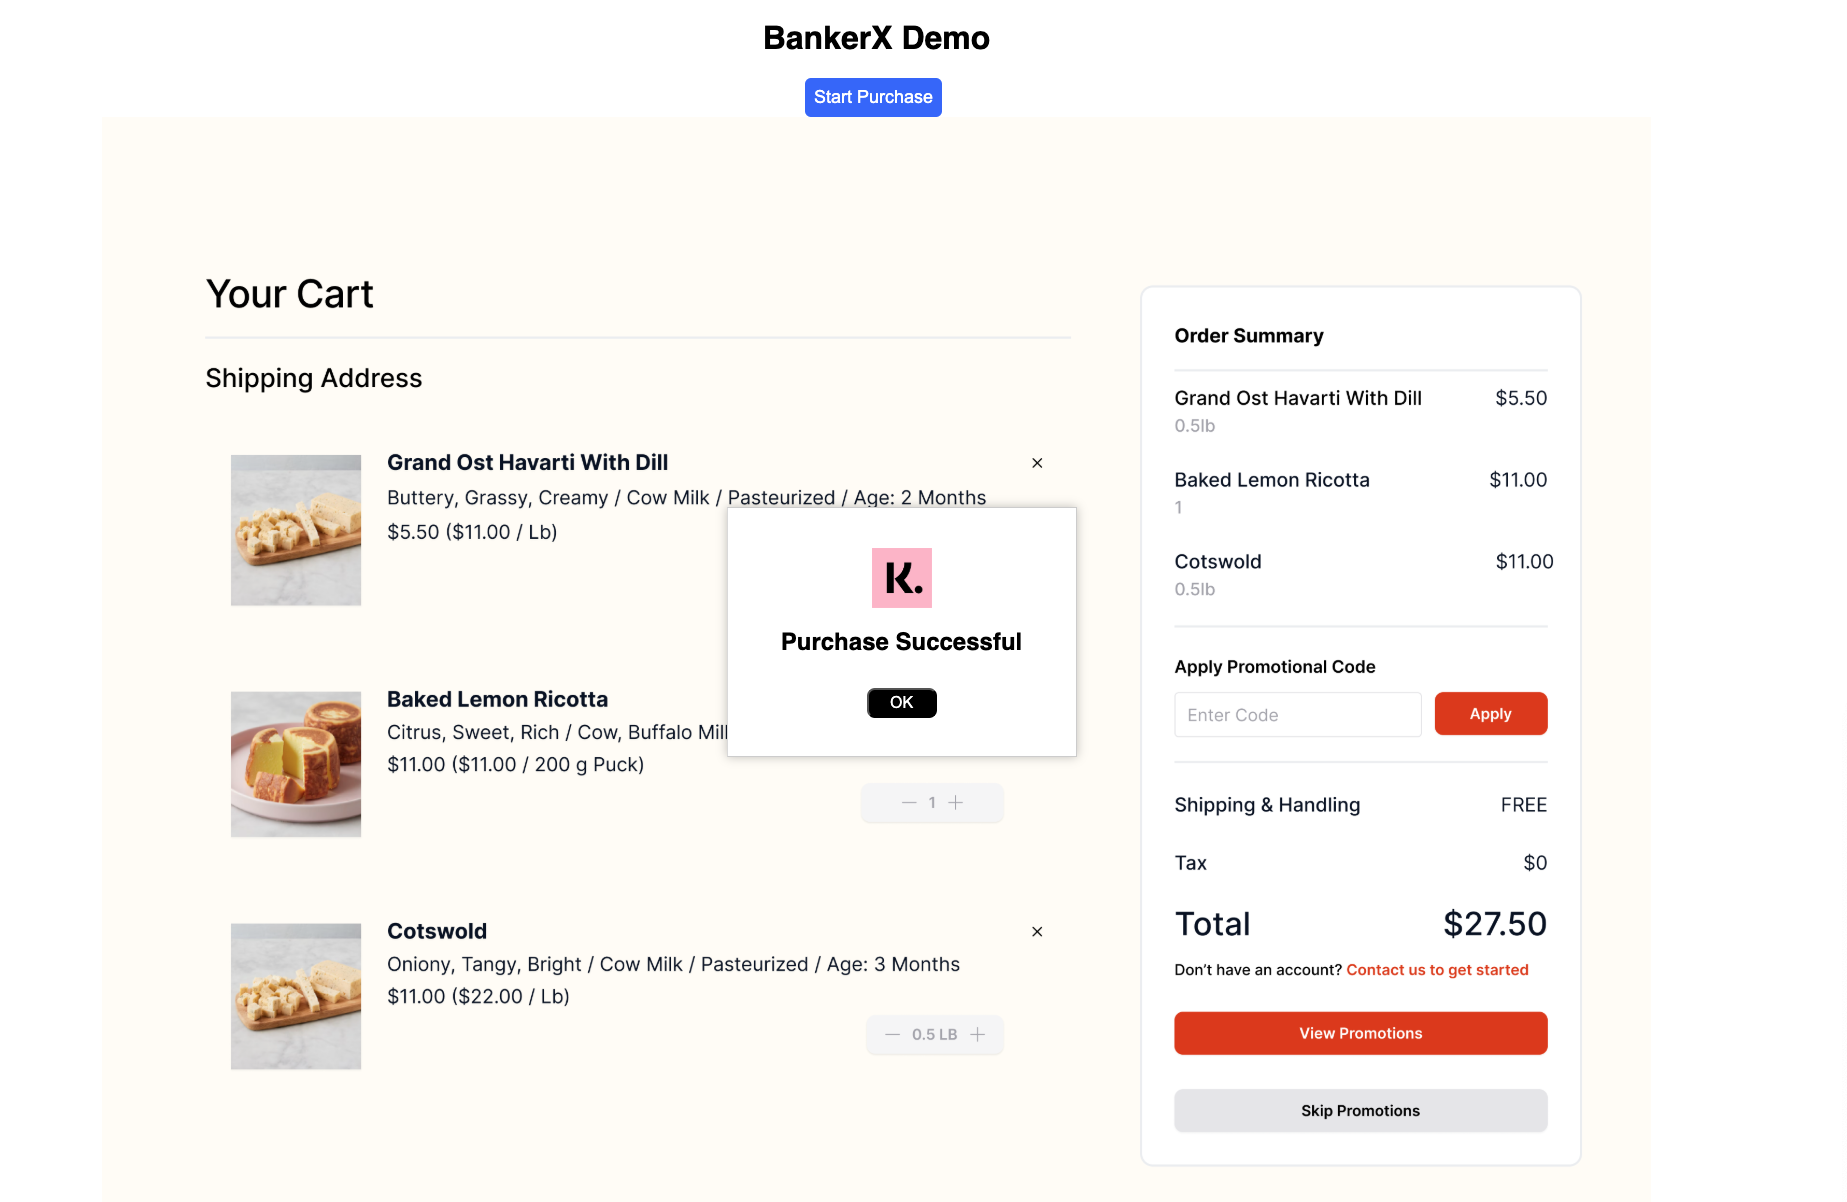 BankerX Demo
Start Purchase
Your Cart
Shipping Address
Grand Ost Havarti With Dill
×
Buttery, Grassy, Creamy / Cow Milk / Pasteurized / Age: 2 Months
$5.50 ($11.00 / Lb)
Baked Lemon Ricotta
Citrus, Sweet, Rich / Cow, Buffalo
$11.00 ($11.00 / 200 g Puck)
— 1 +
Cotswold
×
Oniony, Tangy, Bright / Cow Milk / Pasteurized / Age: 3 Months
$11.00 ($22.00 / Lb)
— 0.5 LB +
K.
Purchase Successful
OK
Order Summary
Grand Ost Havarti With Dill $5.50
0.5lb
Baked Lemon Ricotta $11.00
1
Cotswold $11.00
0.5lb
Apply Promotional Code
Enter Code Apply
Shipping & Handling FREE
Tax $0
Total $27.50
Don’t have an account? Contact us to get started
View Promotions
Skip Promotions